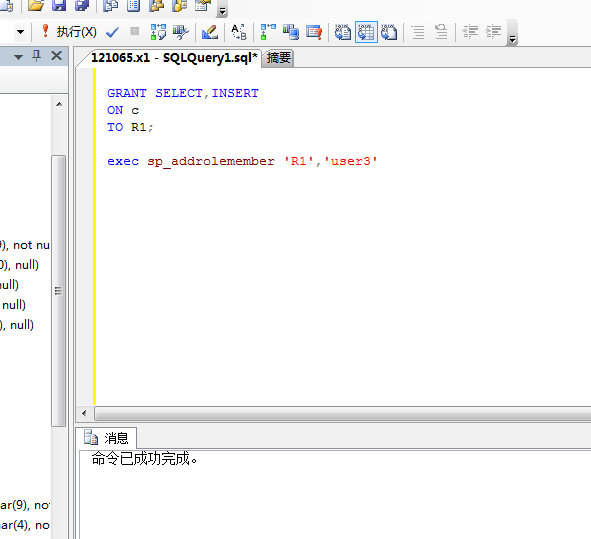 执行(X)
121065.x1 - SQLQuery1.sql* 摘要
GRANT SELECT,INSERT
ON c
TO R1;
exec sp_addrolemember 'R1','user3'
), not nu
), null)
null)
null)
), null)
消息
命令已成功完成。
ar(9), no
ar(4), no